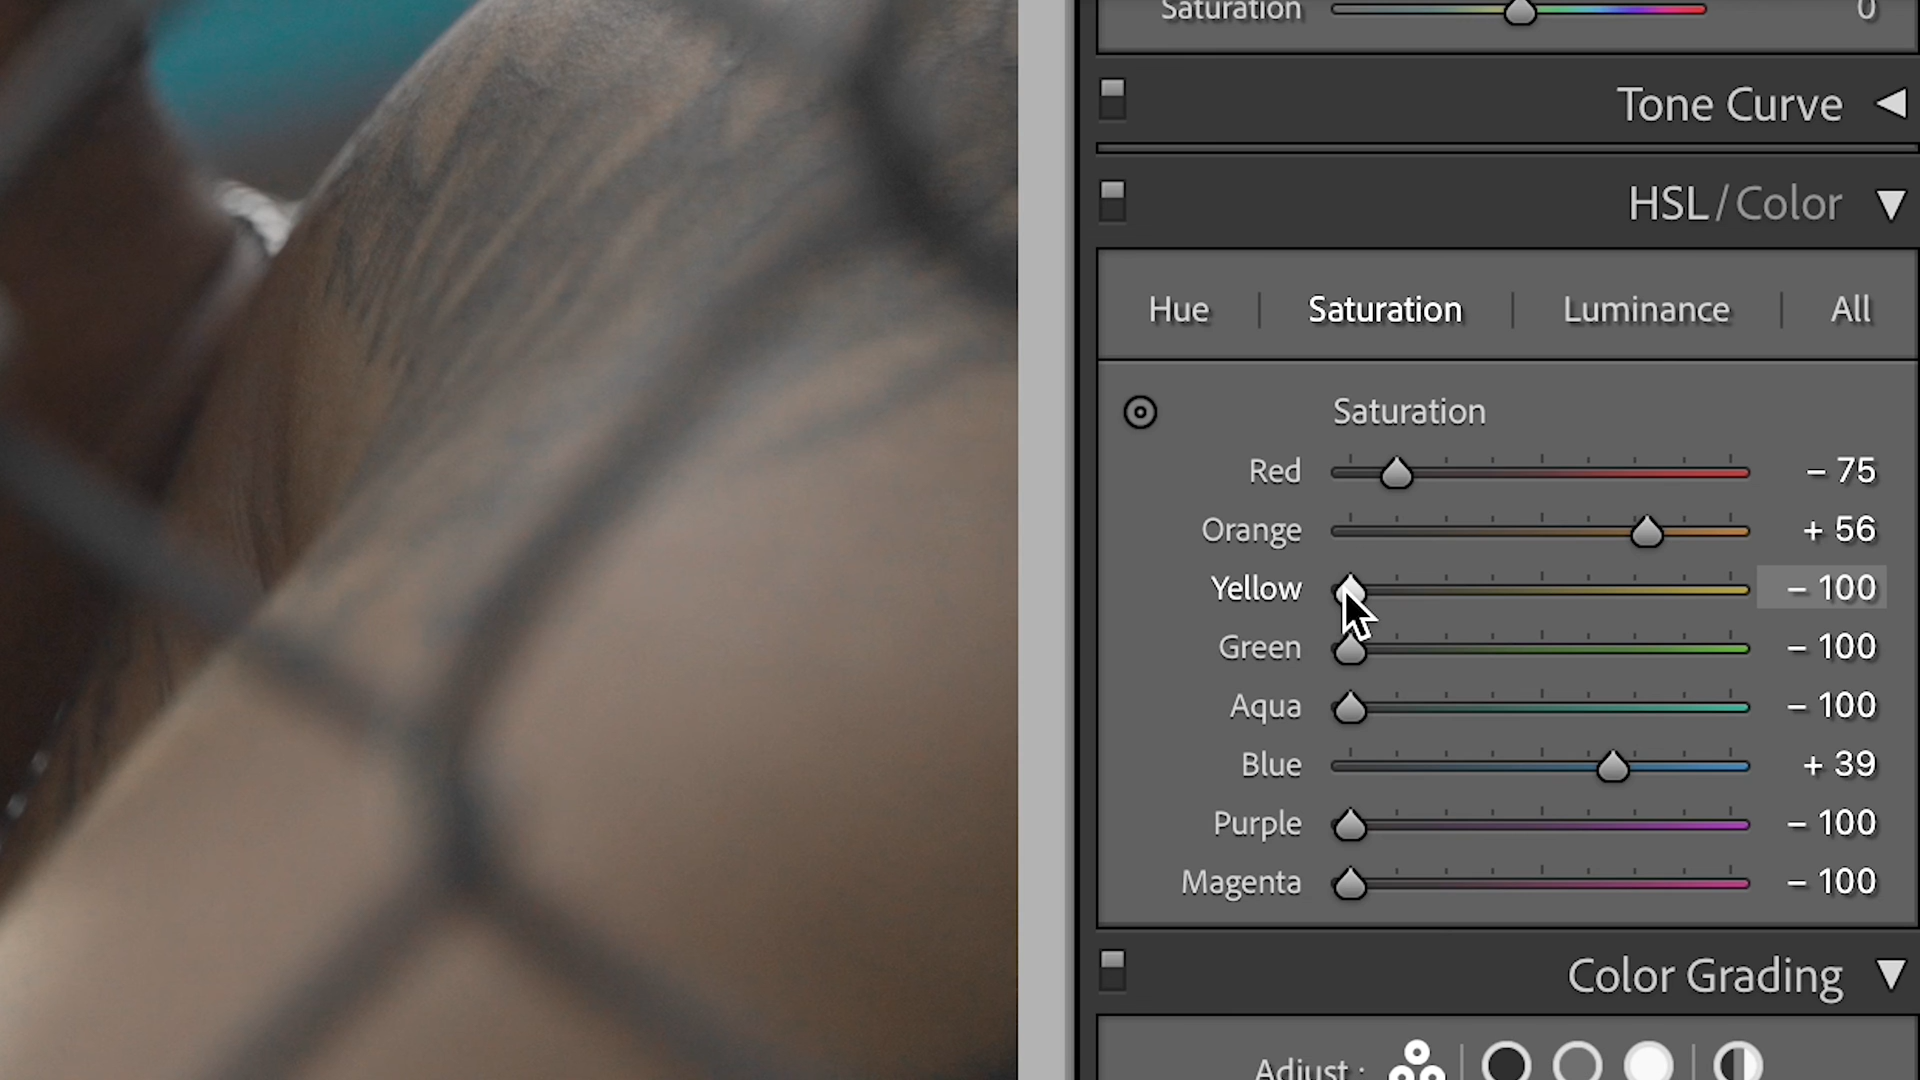 Saturation 0
Tone Curve
HSL / Color
Hue | Saturation | Luminance | All
Saturation
Red − 75
Orange + 56
Yellow − 100
Green − 100
Aqua − 100
Blue + 39
Purple − 100
Magenta − 100
Color Grading
Adjust :